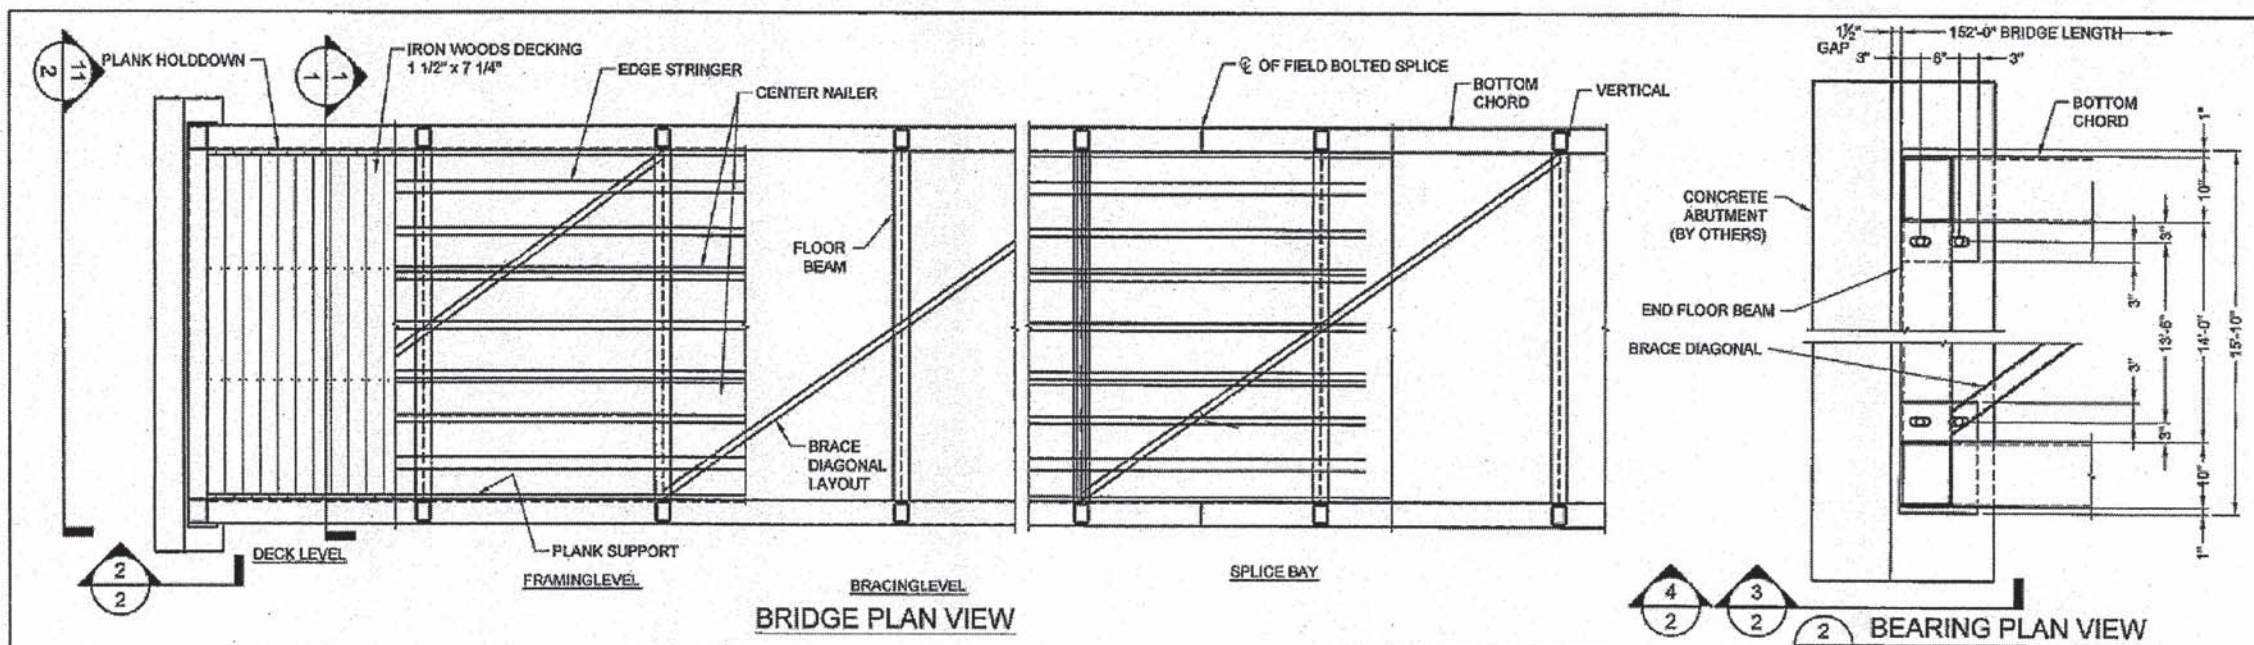 11
2
PLANK HOLDDOWN
1
1
IRON WOODS DECKING
1 1/2" x 7 1/4"
EDGE STRINGER
CENTER NAILER
℄ OF FIELD BOLTED SPLICE
BOTTOM
CHORD
VERTICAL
FLOOR
BEAM
BRACE
DIAGONAL
LAYOUT
PLANK SUPPORT
DECK LEVEL
FRAMINGLEVEL
BRACINGLEVEL
SPLICE BAY
2
2
BRIDGE PLAN VIEW
1½"
GAP
152'-0" BRIDGE LENGTH
3"
6"
3"
BOTTOM
CHORD
CONCRETE
ABUTMENT
(BY OTHERS)
END FLOOR BEAM
BRACE DIAGONAL
1"
10"
3"
3"
13'-6"
14'-0"
15'-10"
3"
3"
10"
1"
4
2
3
2
2
BEARING PLAN VIEW